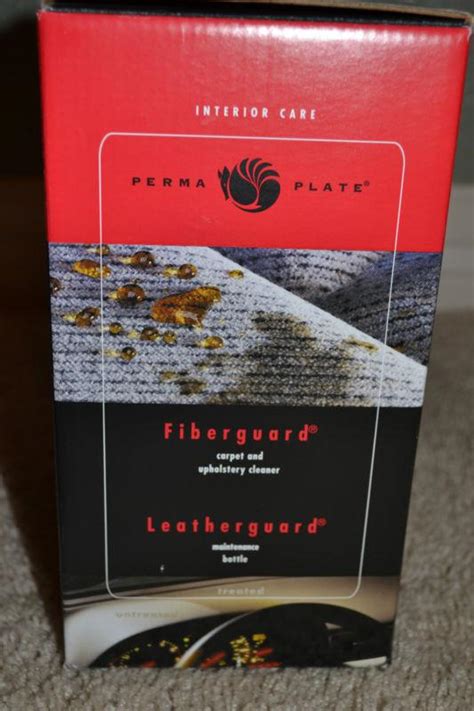 INTERIOR CARE
PERMA PLATE®
Fiberguard®
carpet and
upholstery cleaner
Leatherguard®
maintenance
bottle
treated
untreated